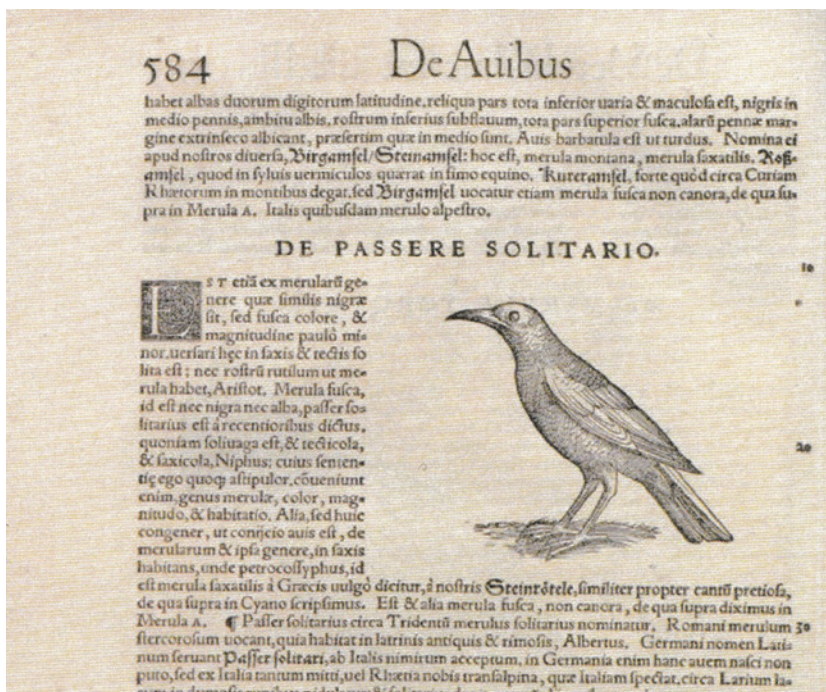 584
De Auibus
habet albas duorum digitorum latitudine. reliqua pars tota inferior uaria & maculosa est, nigris in
medio pennis, ambitu albis, rostrum inferius subflauum, tota pars superior fusca. alarū pennæ mar-
gine extrinseco albicant, præsertim quæ in medio sunt. Auis barbatula est ut turdus. Nomina ei
apud nostros diuersa, Birgamsel/ Steinamsel: hoc est, merula montana, merula saxatilis. Roß-
amsel, quod in syluis uermiculos quærat in fimo equino. Kureramsel, forte quòd circa Curiam
Rhætorum in montibus degat. sed Birgamsel uocatur etiam merula fusca non canora, de qua su-
pra in Merula A. Italis quibusdam merulo alpestro.
DE PASSERE SOLITARIO.
10
EST etiā ex merularū ge-
nere quæ similis nigræ
sit, sed fusca colore, &
magnitudine paulò mi-
nor. uersari hęc in saxis & tectis so
lita est; nec rostrū rutilum ut me-
rula habet, Aristot. Merula fusca,
id est nec nigra nec alba, passer so-
litarius est à recentioribus dictus,
quoniam soliuaga est, & tecticola,
& saxicola, Niphus: cuius senten-
20
tię ego quoqꝫ astipulor. cōueniunt
enim, genus merulæ, color, mag-
nitudo, & habitatio. Alia, sed huic
congener, ut conijcio auis est, de
merularum & ipsa genere, in saxis
habitans, unde petrocossyphus, id
est merula saxatilis à Græcis uulgò dicitur, à nostris Steinrötele, similiter propter cantū pretiosa,
de qua supra in Cyano scripsimus. Est & alia merula fusca, non canora, de qua supra diximus in
Merula A. ¶ Passer solitarius circa Tridentū merulus solitarius nominatur. Romani merulum 30
stercorosum uocant, quia habitat in latrinis antiquis & rimosis, Albertus. Germani nomen Lati-
num seruant Passer solitari, ab Italis nimirum acceptum, in Germania enim hanc auem nasci non
puto, sed ex Italia tantum mitti, uel Rhætia nobis transalpina, quæ Italiam spectat. circa Larium la-